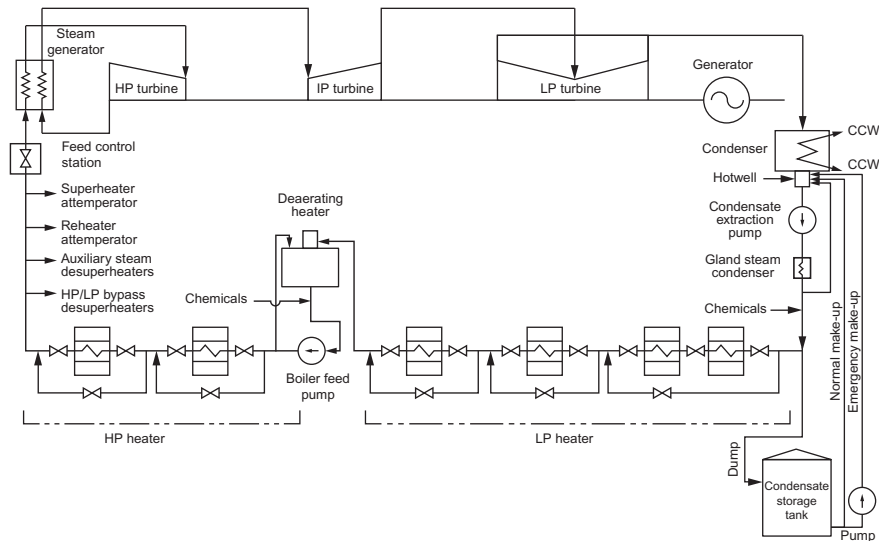 Steam
generator
HP turbine
IP turbine
LP turbine
Generator
Condenser
CCW
CCW
Hotwell
Condensate
extraction
pump
Gland steam
condenser
Chemicals
Normal make-up
Emergency make-up
Feed control
station
Superheater
attemperator
Reheater
attemperator
Auxiliary steam
desuperheaters
HP/LP bypass
desuperheaters
Deaerating
heater
Chemicals
Boiler feed
pump
HP heater
LP heater
Dump
Condensate
storage
tank
Pump